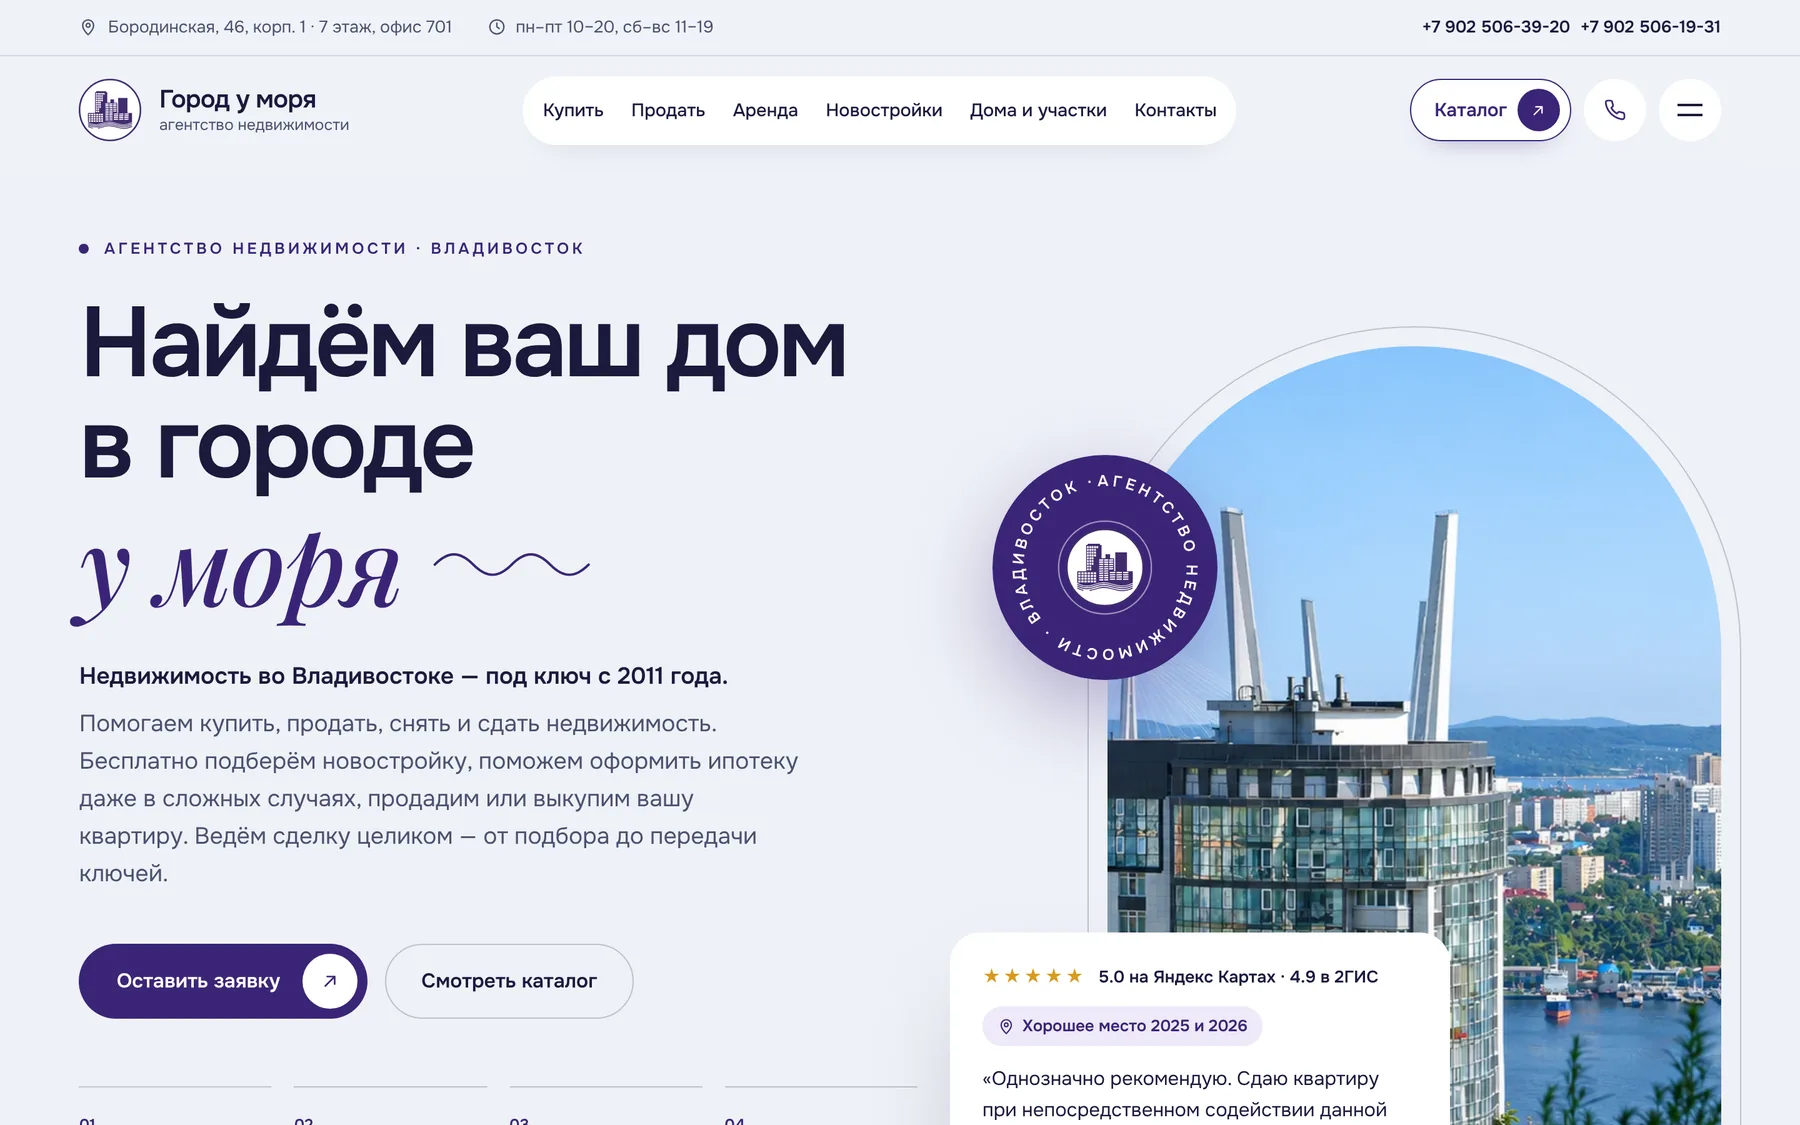 Бородинская, 46, корп. 1 · 7 этаж, офис 701
пн–пт 10–20, сб–вс 11–19
+7 902 506-39-20 +7 902 506-19-31
Город у моря
агентство недвижимости
Купить Продать Аренда Новостройки Дома и участки Контакты
Каталог
АГЕНТСТВО НЕДВИЖИМОСТИ · ВЛАДИВОСТОК
Найдём ваш дом
в городе
у моря
АГЕНТСТВО НЕДВИЖИМОСТИ · ВЛАДИВОСТОК ·
Недвижимость во Владивостоке — под ключ с 2011 года.
Помогаем купить, продать, снять и сдать недвижимость.
Бесплатно подберём новостройку, поможем оформить ипотеку
даже в сложных случаях, продадим или выкупим вашу
квартиру. Ведём сделку целиком — от подбора до передачи
ключей.
Оставить заявку
Смотреть каталог
★★★★★ 5.0 на Яндекс Картах · 4.9 в 2ГИС
Хорошее место 2025 и 2026
«Однозначно рекомендую. Сдаю квартиру
при непосредственном содействии данной
01 02 03 04